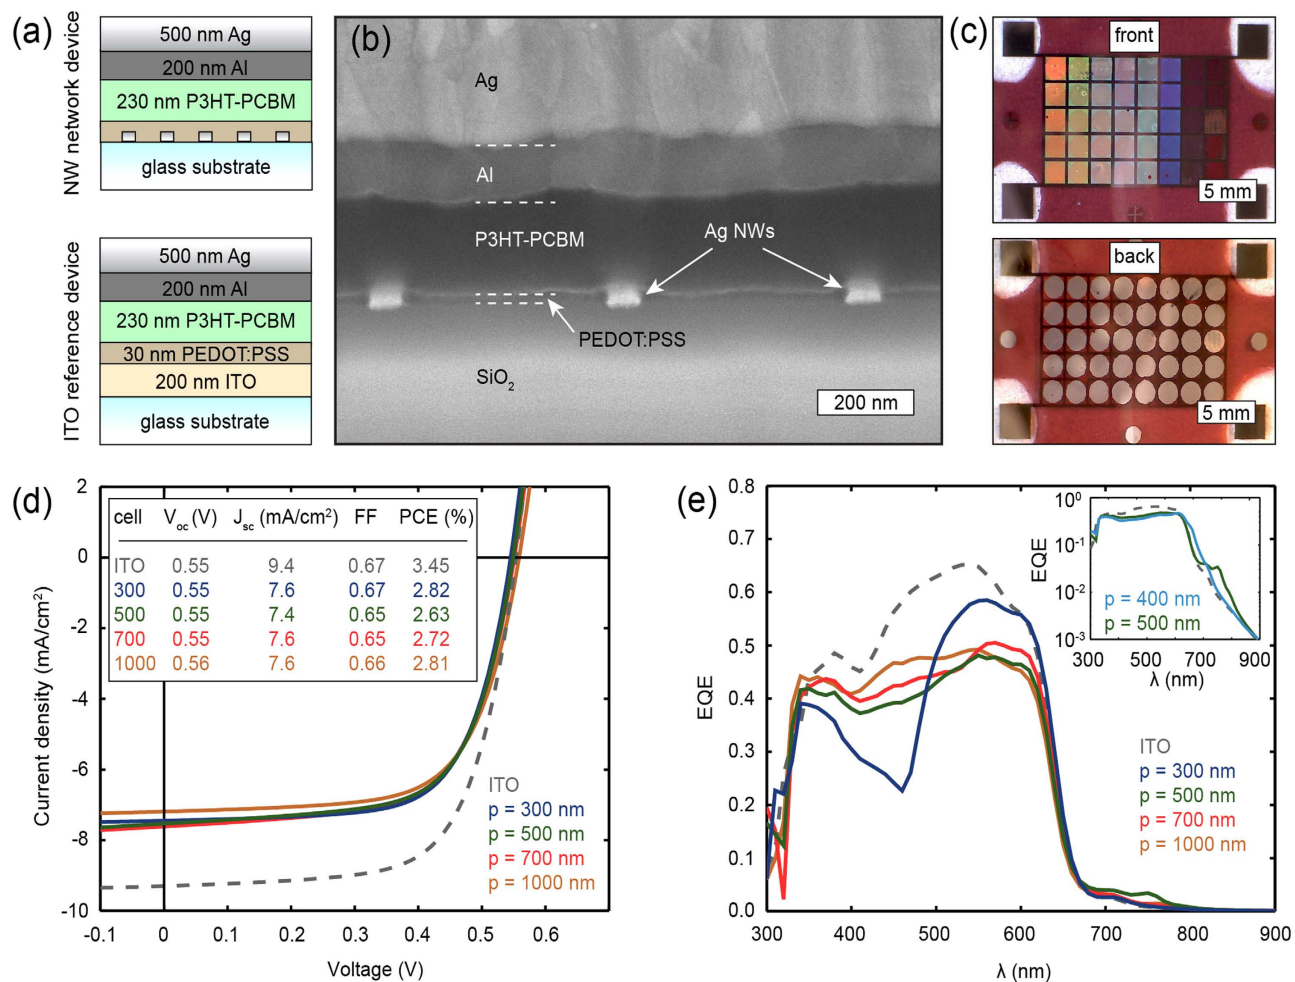 (a)
NW network device
500 nm Ag
200 nm Al
230 nm P3HT-PCBM
glass substrate
ITO reference device
500 nm Ag
200 nm Al
230 nm P3HT-PCBM
30 nm PEDOT:PSS
200 nm ITO
glass substrate
(b)
Ag
Al
P3HT-PCBM
Ag NWs
PEDOT:PSS
SiO2
200 nm
(c)
front
5 mm
back
5 mm
(d)
cell Voc (V) Jsc (mA/cm²) FF PCE (%)
ITO 0.55 9.4 0.67 3.45
300 0.55 7.6 0.67 2.82
500 0.55 7.4 0.65 2.63
700 0.55 7.6 0.65 2.72
1000 0.56 7.6 0.66 2.81
ITO
p = 300 nm
p = 500 nm
p = 700 nm
p = 1000 nm
Current density (mA/cm²)
2
0
-2
-4
-6
-8
-10
-0.1 0 0.1 0.2 0.3 0.4 0.5 0.6
Voltage (V)
(e)
EQE
0.8
0.7
0.6
0.5
0.4
0.3
0.2
0.1
0.0
300 400 500 600 700 800 900
λ (nm)
EQE
10⁰
10⁻¹
10⁻²
10⁻³
p = 400 nm
p = 500 nm
300 500 700 900
λ (nm)
ITO
p = 300 nm
p = 500 nm
p = 700 nm
p = 1000 nm